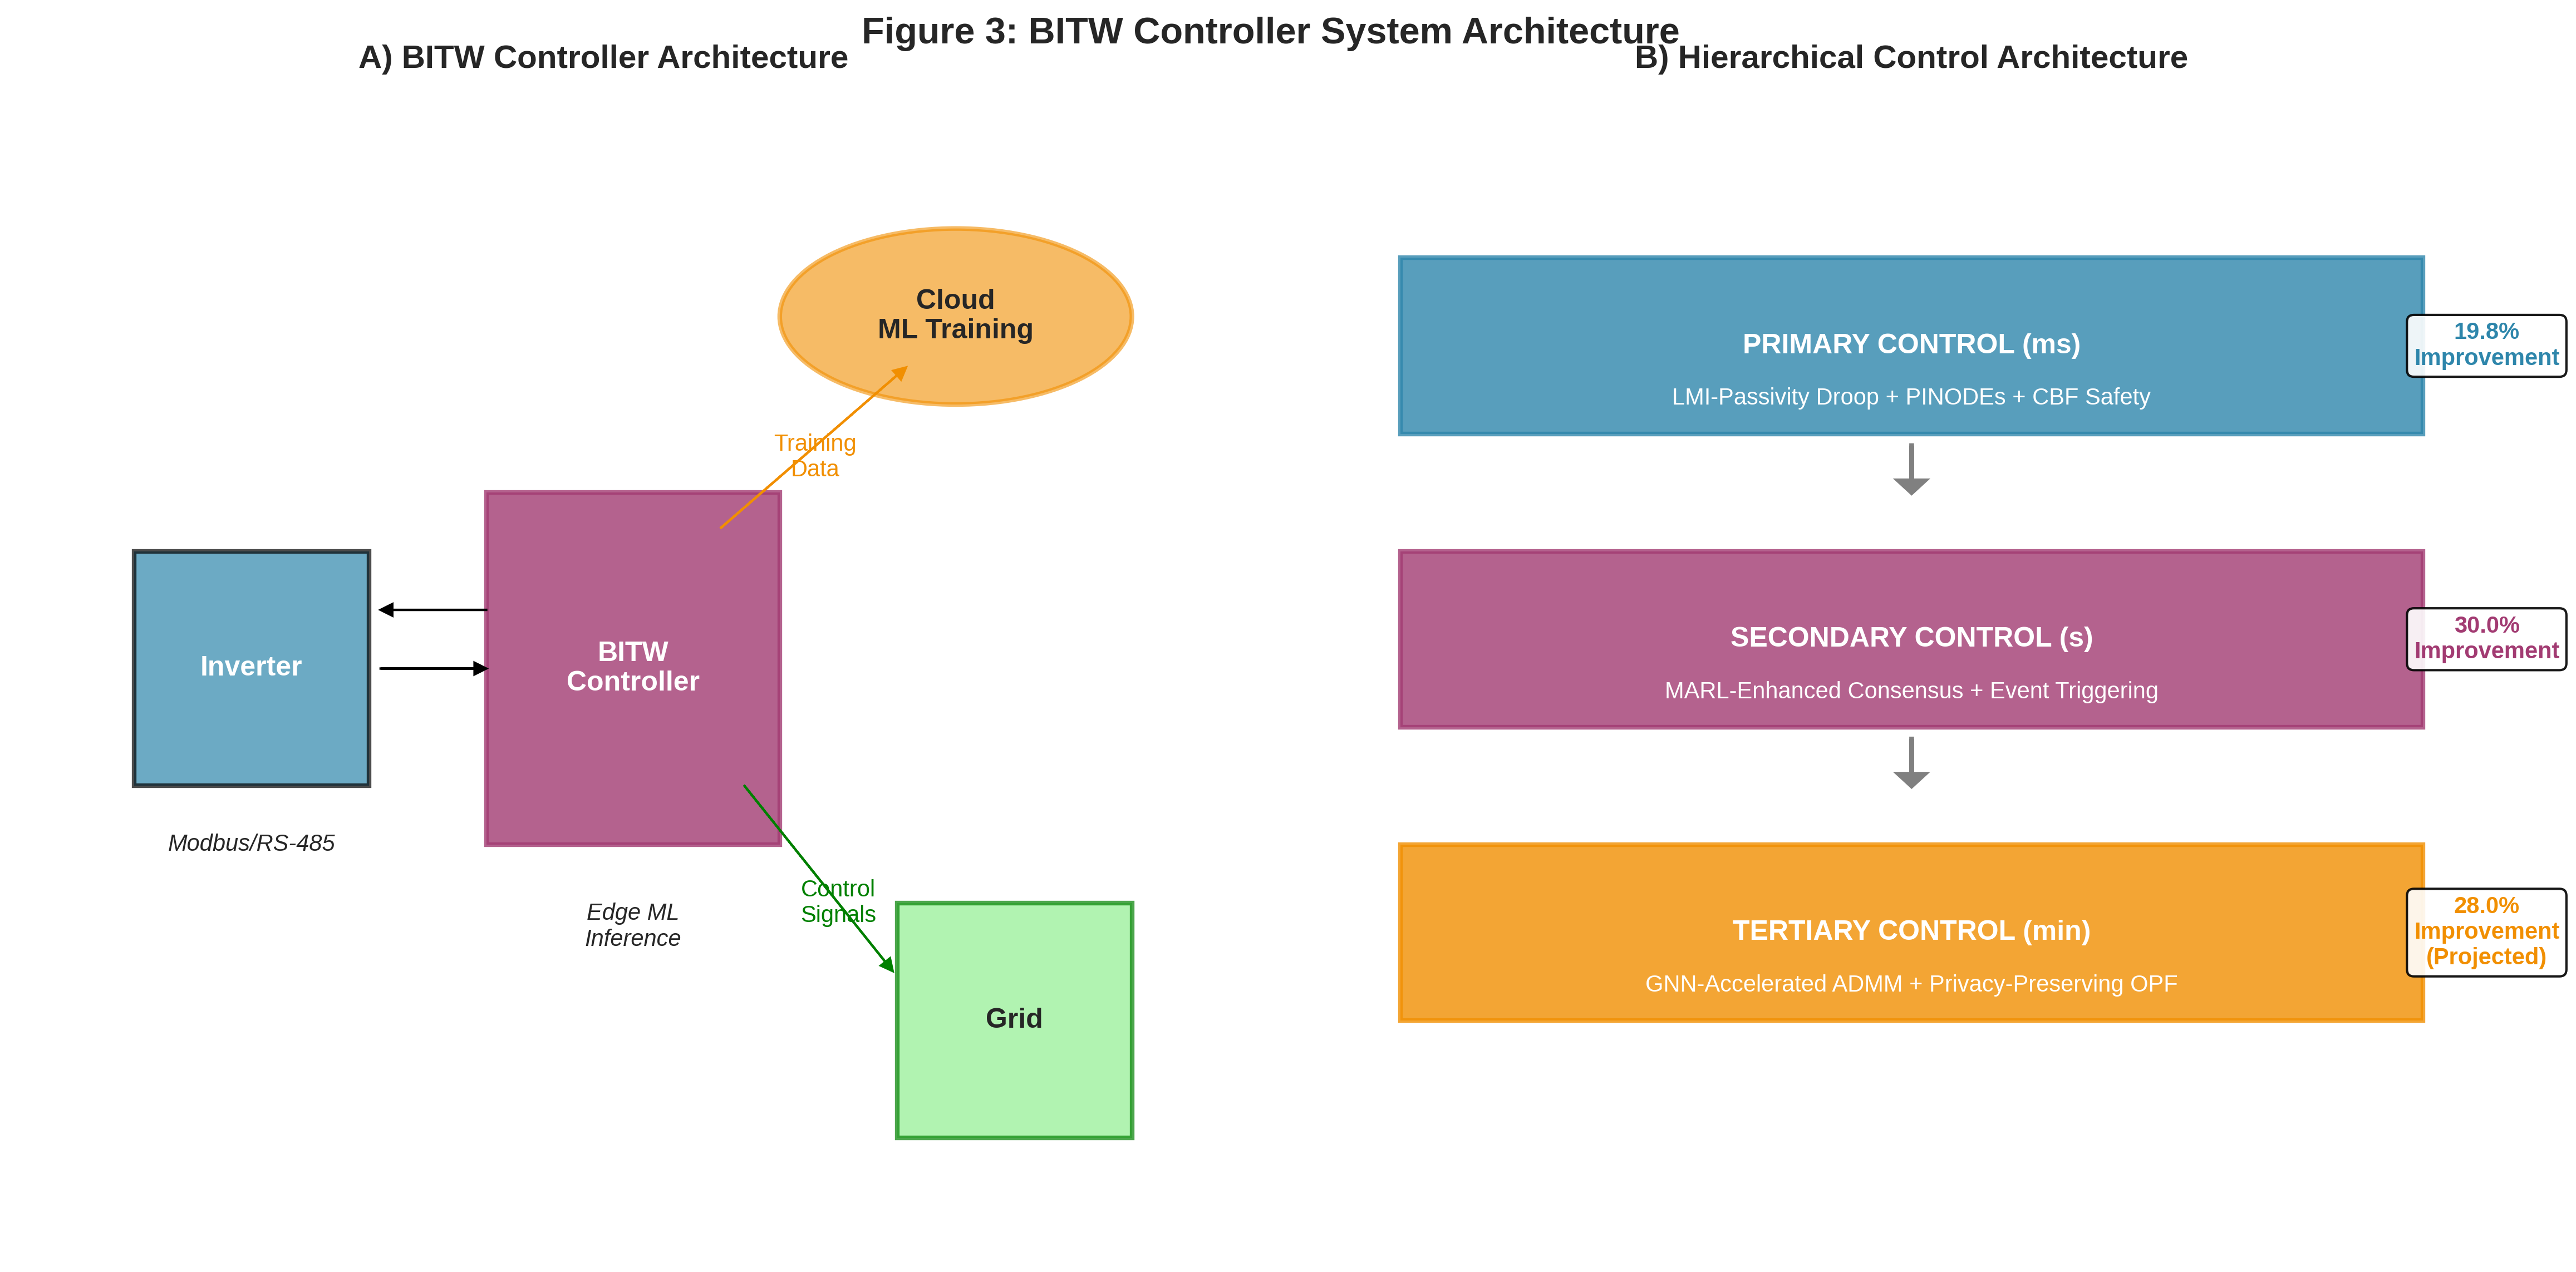 Figure 3: BITW Controller System Architecture
A) BITW Controller Architecture
Cloud
ML Training
Training
Data
Inverter
BITW
Controller
Modbus/RS-485
Edge ML
Inference
Control
Signals
Grid
B) Hierarchical Control Architecture
PRIMARY CONTROL (ms)
LMI-Passivity Droop + PINODEs + CBF Safety
19.8%
Improvement
SECONDARY CONTROL (s)
MARL-Enhanced Consensus + Event Triggering
30.0%
Improvement
TERTIARY CONTROL (min)
GNN-Accelerated ADMM + Privacy-Preserving OPF
28.0%
Improvement
(Projected)